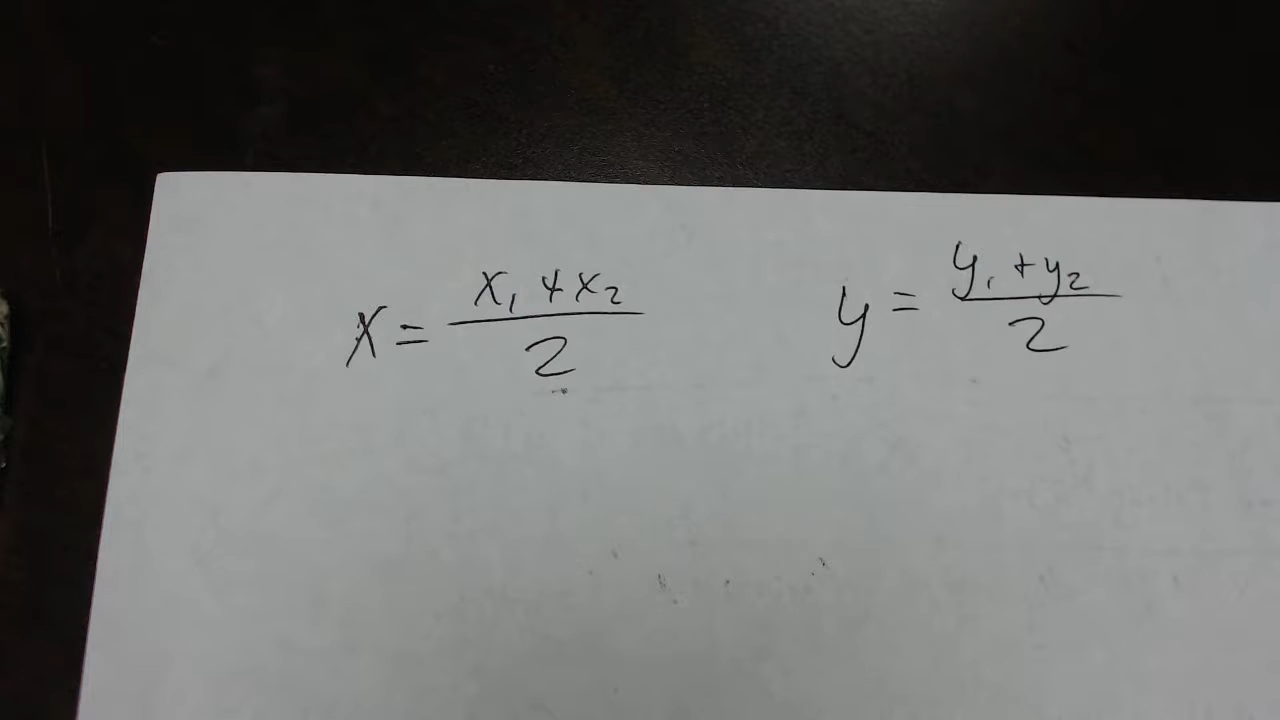 x = (x₁ + x₂)/2    y = (y₁ + y₂)/2